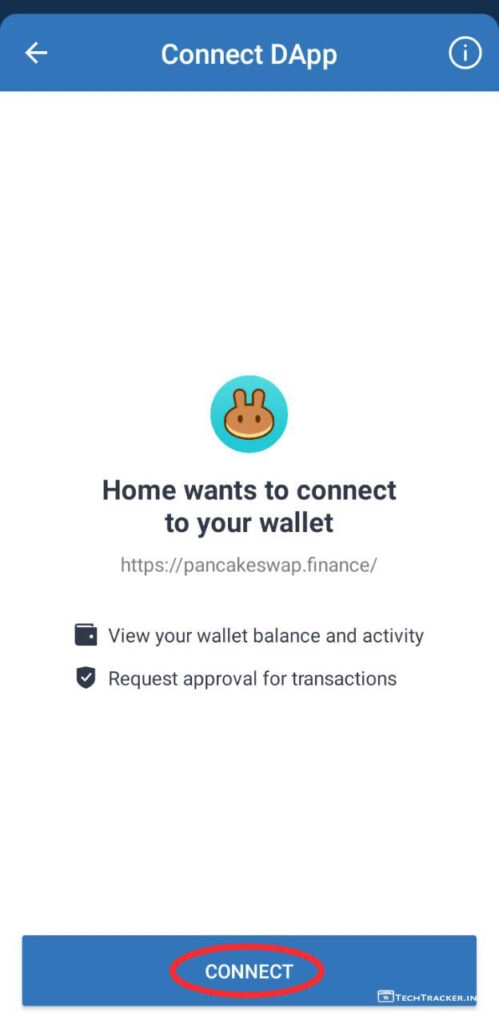 Connect DApp
Home wants to connect
to your wallet
https://pancakeswap.finance/
View your wallet balance and activity
Request approval for transactions
CONNECT
TECHTRACKER.IN